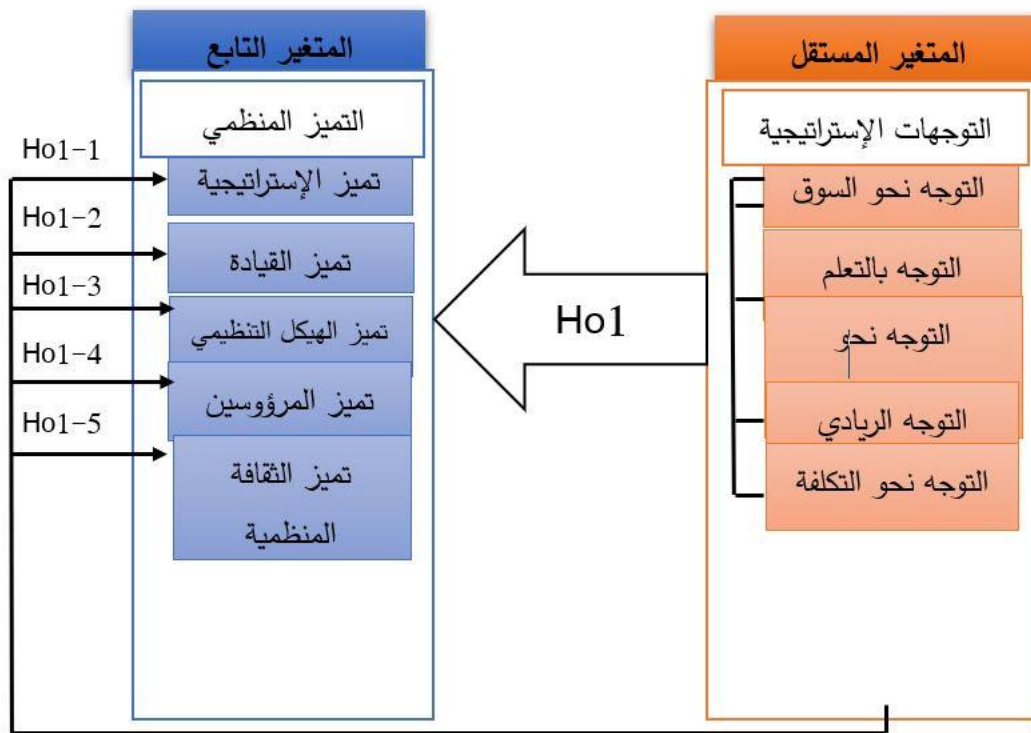 المتغير المستقل
التوجهات الإستراتيجية
التوجه نحو السوق
التوجه بالتعلم
التوجه نحو
التوجه الريادي
التوجه نحو التكلفة
Ho1
المتغير التابع
التميز المنظمي
تميز الإستراتيجية
تميز القيادة
تميز الهيكل التنظيمي
تميز المرؤوسين
تميز الثقافة
المنظمية
Ho1-1
Ho1-2
Ho1-3
Ho1-4
Ho1-5